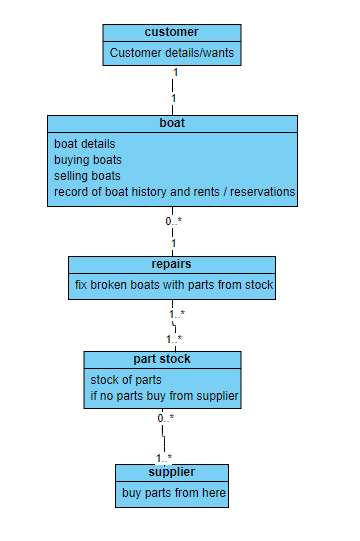 customer
Customer details/wants
1
1
boat
boat details
buying boats
selling boats
record of boat history and rents / reservations
0..*
1
repairs
fix broken boats with parts from stock
1..*
1..*
part stock
stock of parts
if no parts buy from supplier
0..*
1..*
supplier
buy parts from here